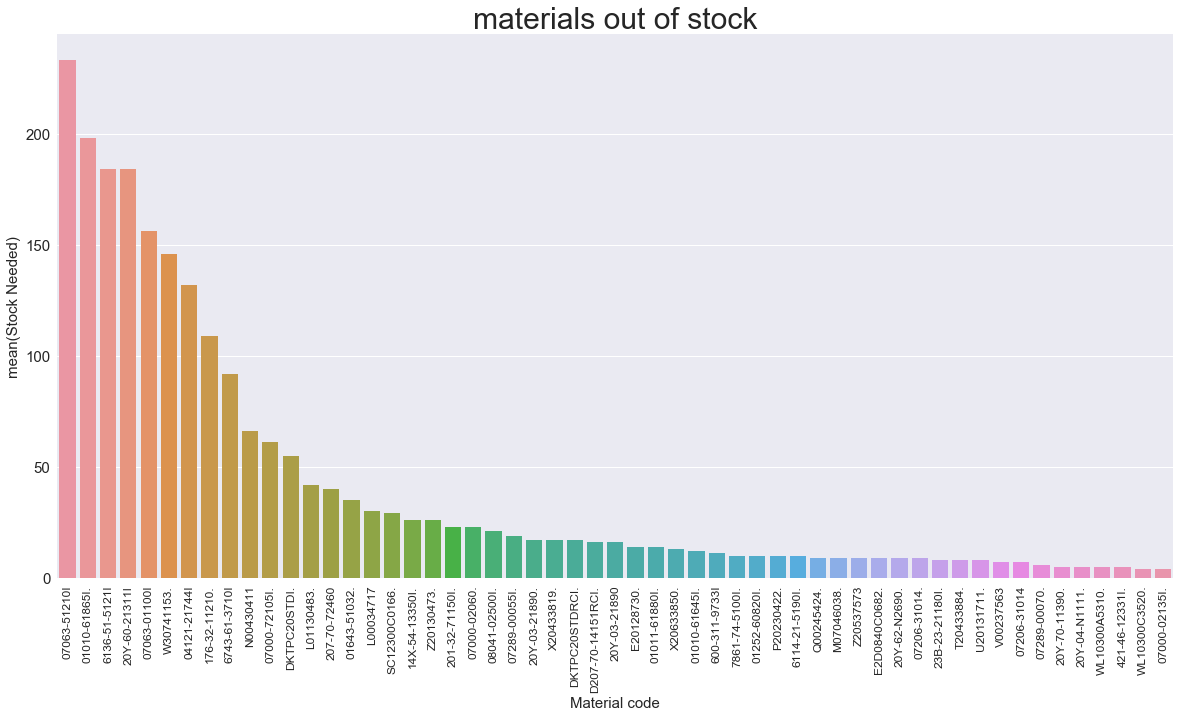 materials out of stock
mean(Stock Needed)
200
150
100
50
0
07063-51210I
01010-61865I.
6136-51-5121I
20Y-60-21311I
07063-01100I
W30741153.
04121-21744I
176-32-11210.
6743-61-3710I
N00430411
07000-72105I.
DKTPC20STDI.
L01130483.
207-70-72460
01643-51032.
L00034717
SC12300C0166.
14X-54-13350I.
Z20130473.
201-32-71150I.
07000-02060.
08041-02500I.
07289-00055I.
20Y-03-21890.
X20433819.
DKTPC20STDRCI.
D207-70-14151RCI.
20Y-03-21890
E20128730.
01011-61880I.
X20633850.
01010-61645I.
600-311-9733I
7861-74-5100I.
01252-60820I.
P20230422.
6114-21-5190I.
Q00245424.
M07046038.
Z20537573
E2D0840C0682.
20Y-62-N2690.
07206-31014.
23B-23-21180I.
T20433884.
U20131711.
V00237563
07206-31014
07289-00070.
20Y-70-11390.
20Y-04-N1111.
WL10300A5310.
421-46-12331I.
WL10300C3520.
07000-02135I.
Material code